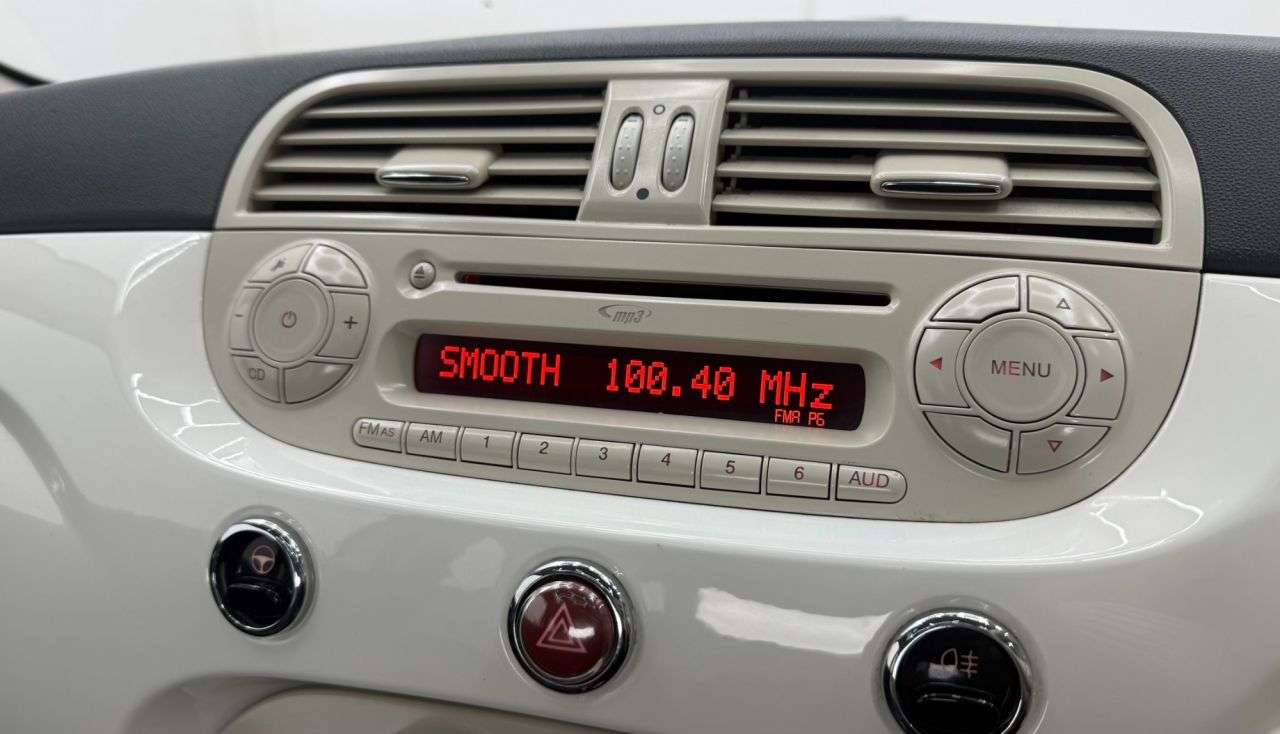 mp3
SMOOTH 100.40 MHz
FMA P6
CD
MENU
FM AS AM 1 2 3 4 5 6 AUD